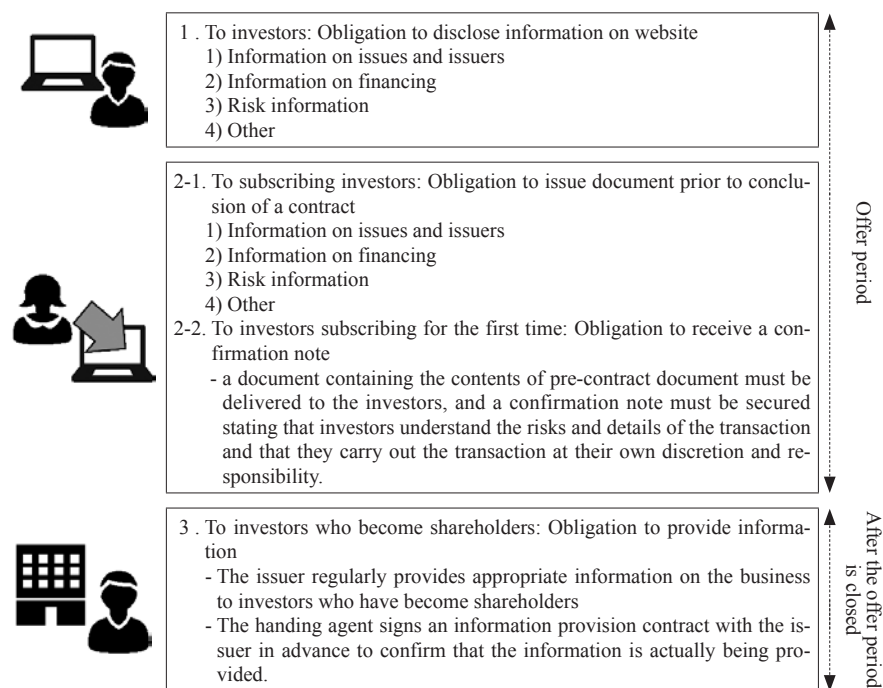 1 . To investors: Obligation to disclose information on website
1) Information on issues and issuers
2) Information on financing
3) Risk information
4) Other
2-1. To subscribing investors: Obligation to issue document prior to conclu-
sion of a contract
1) Information on issues and issuers
2) Information on financing
3) Risk information
4) Other
2-2. To investors subscribing for the first time: Obligation to receive a con-
firmation note
- a document containing the contents of pre-contract document must be
delivered to the investors, and a confirmation note must be secured
stating that investors understand the risks and details of the transaction
and that they carry out the transaction at their own discretion and re-
sponsibility.
Offer period
3 . To investors who become shareholders: Obligation to provide informa-
tion
- The issuer regularly provides appropriate information on the business
to investors who have become shareholders
- The handing agent signs an information provision contract with the is-
suer in advance to confirm that the information is actually being pro-
vided.
After the offer period
is closed